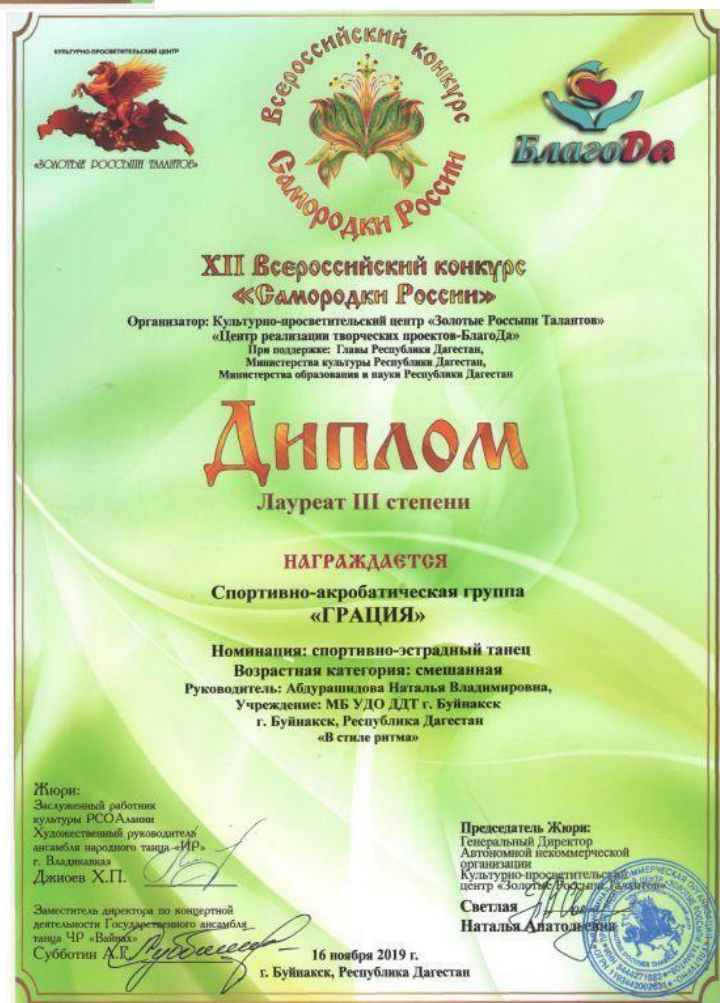 КУЛЬТУРНО-ПРОСВЕТИТЕЛЬСКИЙ ЦЕНТР
«ЗОЛОТЫЕ РОССЫПИ ТАЛАНТОВ»
Всероссийский конкурс
Самородки России
БлагоDа
XII Всероссийский конкурс
«Самородки России»
Организатор: Культурно-просветительский центр «Золотые Россыпи Талантов»
«Центр реализации творческих проектов-БлагоДа»
При поддержке: Главы Республики Дагестан,
Министерства культуры Республики Дагестан,
Министерства образования и науки Республики Дагестан
Диплом
Лауреат III степени
НАГРАЖДАЕТСЯ
Спортивно-акробатическая группа
«ГРАЦИЯ»
Номинация: спортивно-эстрадный танец
Возрастная категория: смешанная
Руководитель: Абдурашидова Наталья Владимировна,
Учреждение: МБ УДО ДДТ г. Буйнакск
г. Буйнакск, Республика Дагестан
«В стиле ритма»
Жюри:
Заслуженный работник
культуры РСОАлании
Художественный руководитель
ансамбля народного танца «ИР»
г. Владикавказ
Джиоев Х.П.
Заместитель директора по концертной
деятельности Государственного ансамбля
танца ЧР «Вайнах»
Субботин А.Г.
Председатель Жюри:
Генеральный Директор
Автономной некоммерческой
организации
Культурно-просветительский
центр «Золотые Россыпи Талантов»
Светлая
Наталья Анатольевна
16 ноября 2019 г.
г. Буйнакск, Республика Дагестан